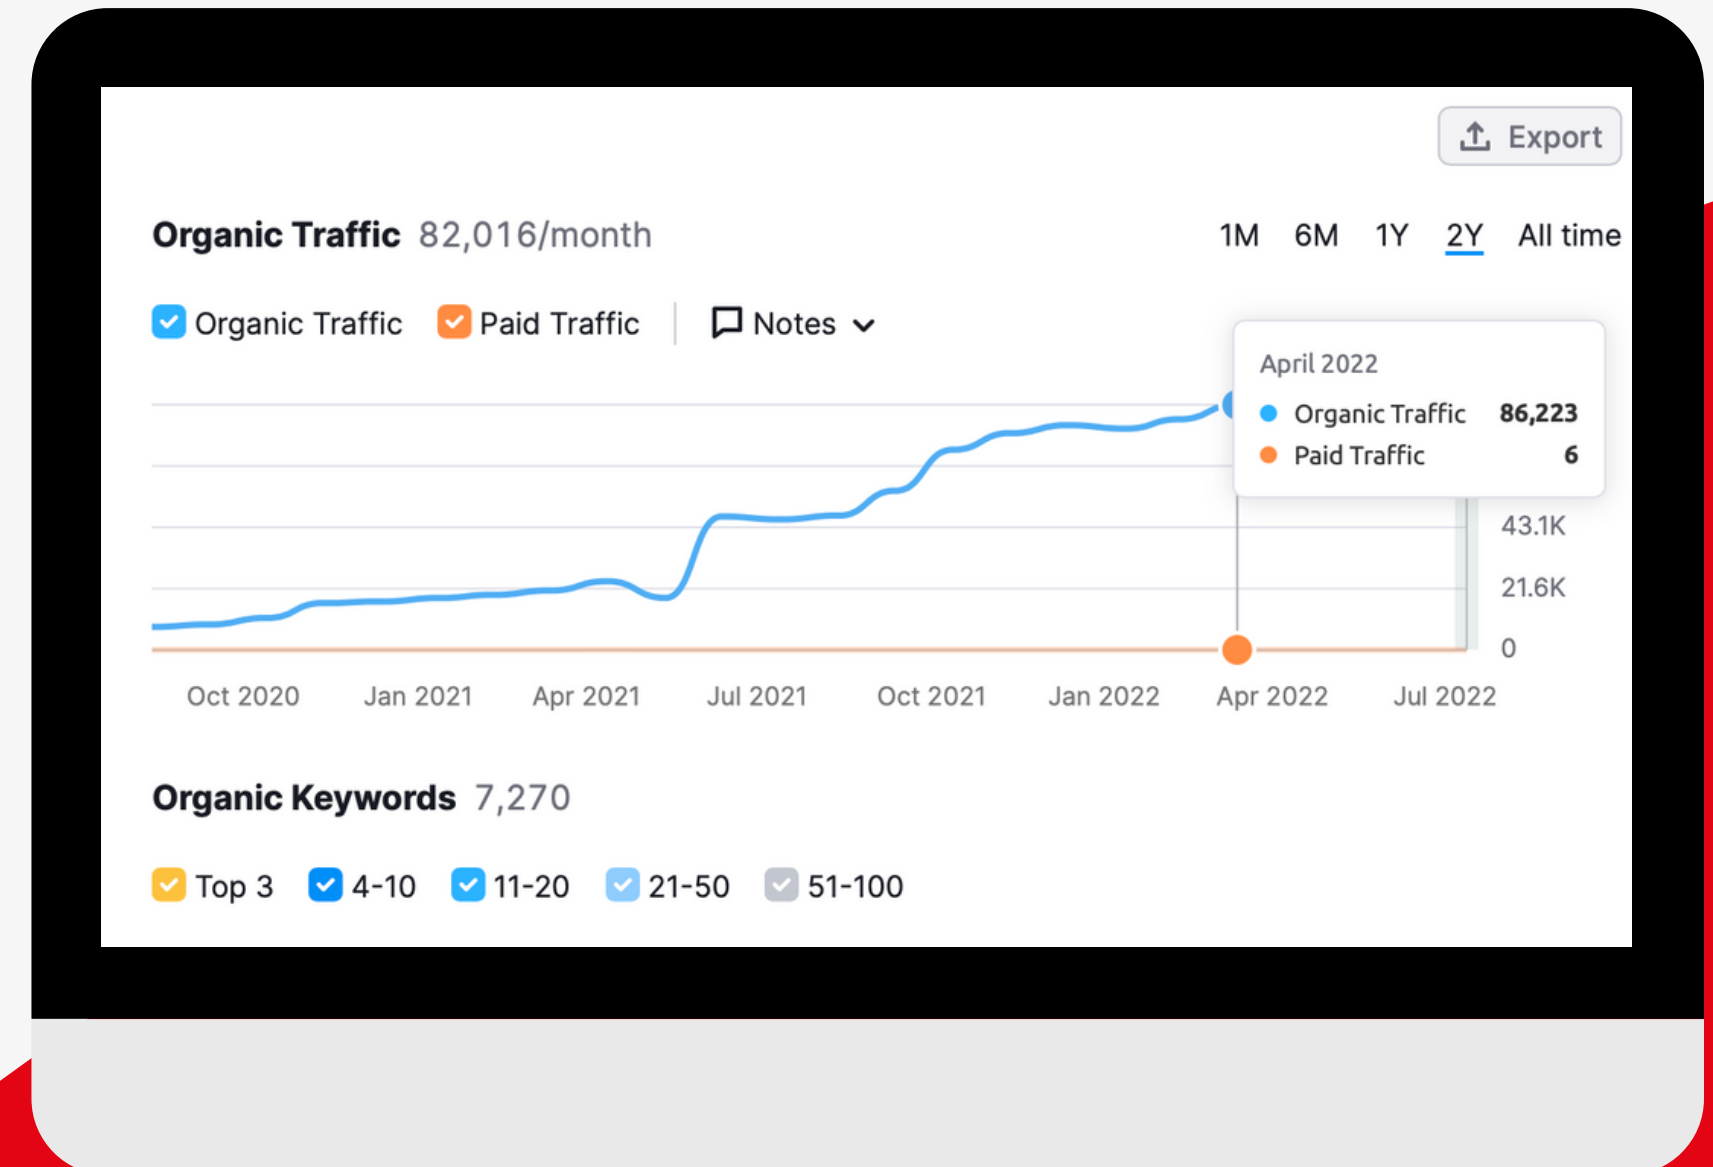 Export
Organic Traffic 82,016/month
1M 6M 1Y 2Y All time
Organic Traffic Paid Traffic Notes
April 2022
Organic Traffic 86,223
Paid Traffic 6
43.1K
21.6K
0
Oct 2020 Jan 2021 Apr 2021 Jul 2021 Oct 2021 Jan 2022 Apr 2022 Jul 2022
Organic Keywords 7,270
Top 3 4-10 11-20 21-50 51-100